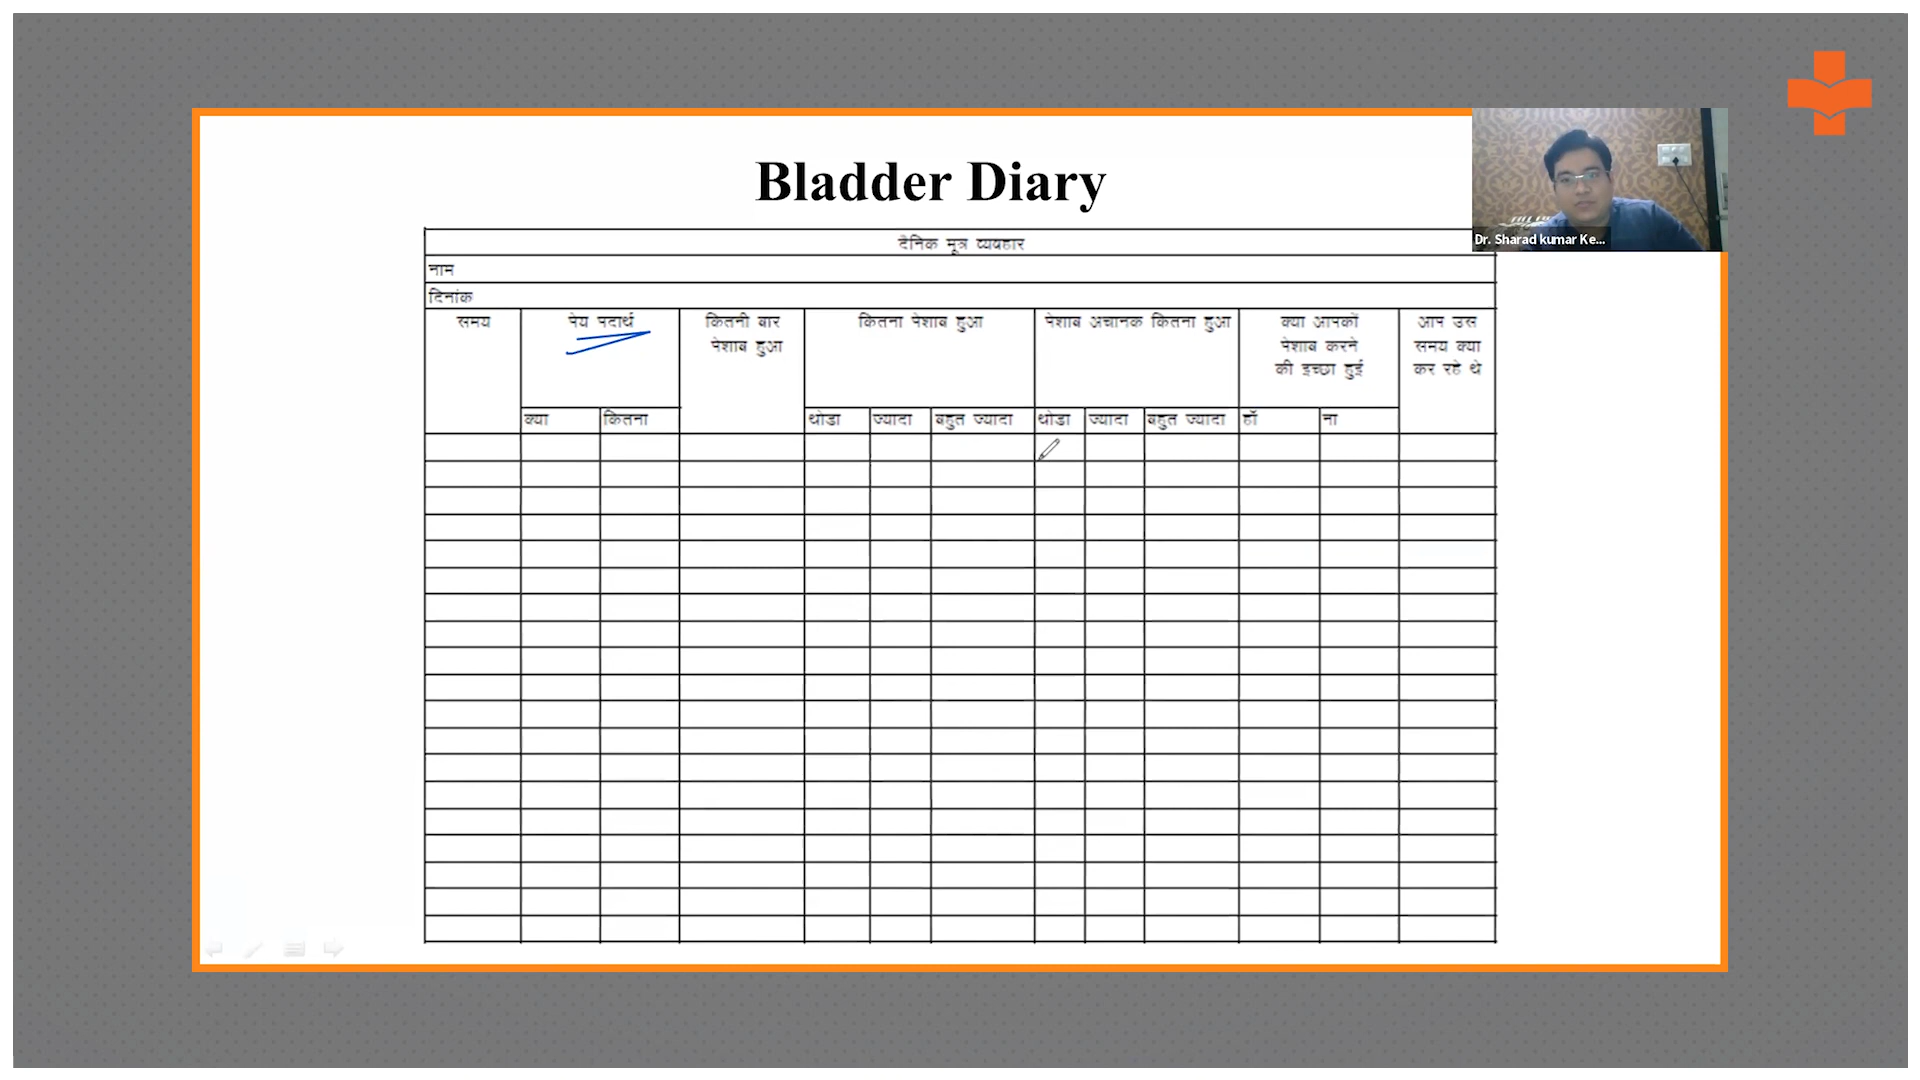 Bladder Diary
Dr. Sharad kumar Ke...
दैनिक मूत्र व्यवहार
नाम
दिनांक
समय
पेय पदार्थ
कितनी बार
पेशाब हुआ
कितना पेशाब हुआ
पेशाब अचानक कितना हुआ
क्या आपकों
पेशाब करने
की इच्छा हुई
आप उस
समय क्या
कर रहे थे
क्या
कितना
थोडा
ज्यादा
बहुत ज्यादा
थोडा
ज्यादा
बहुत ज्यादा
हॉ
ना